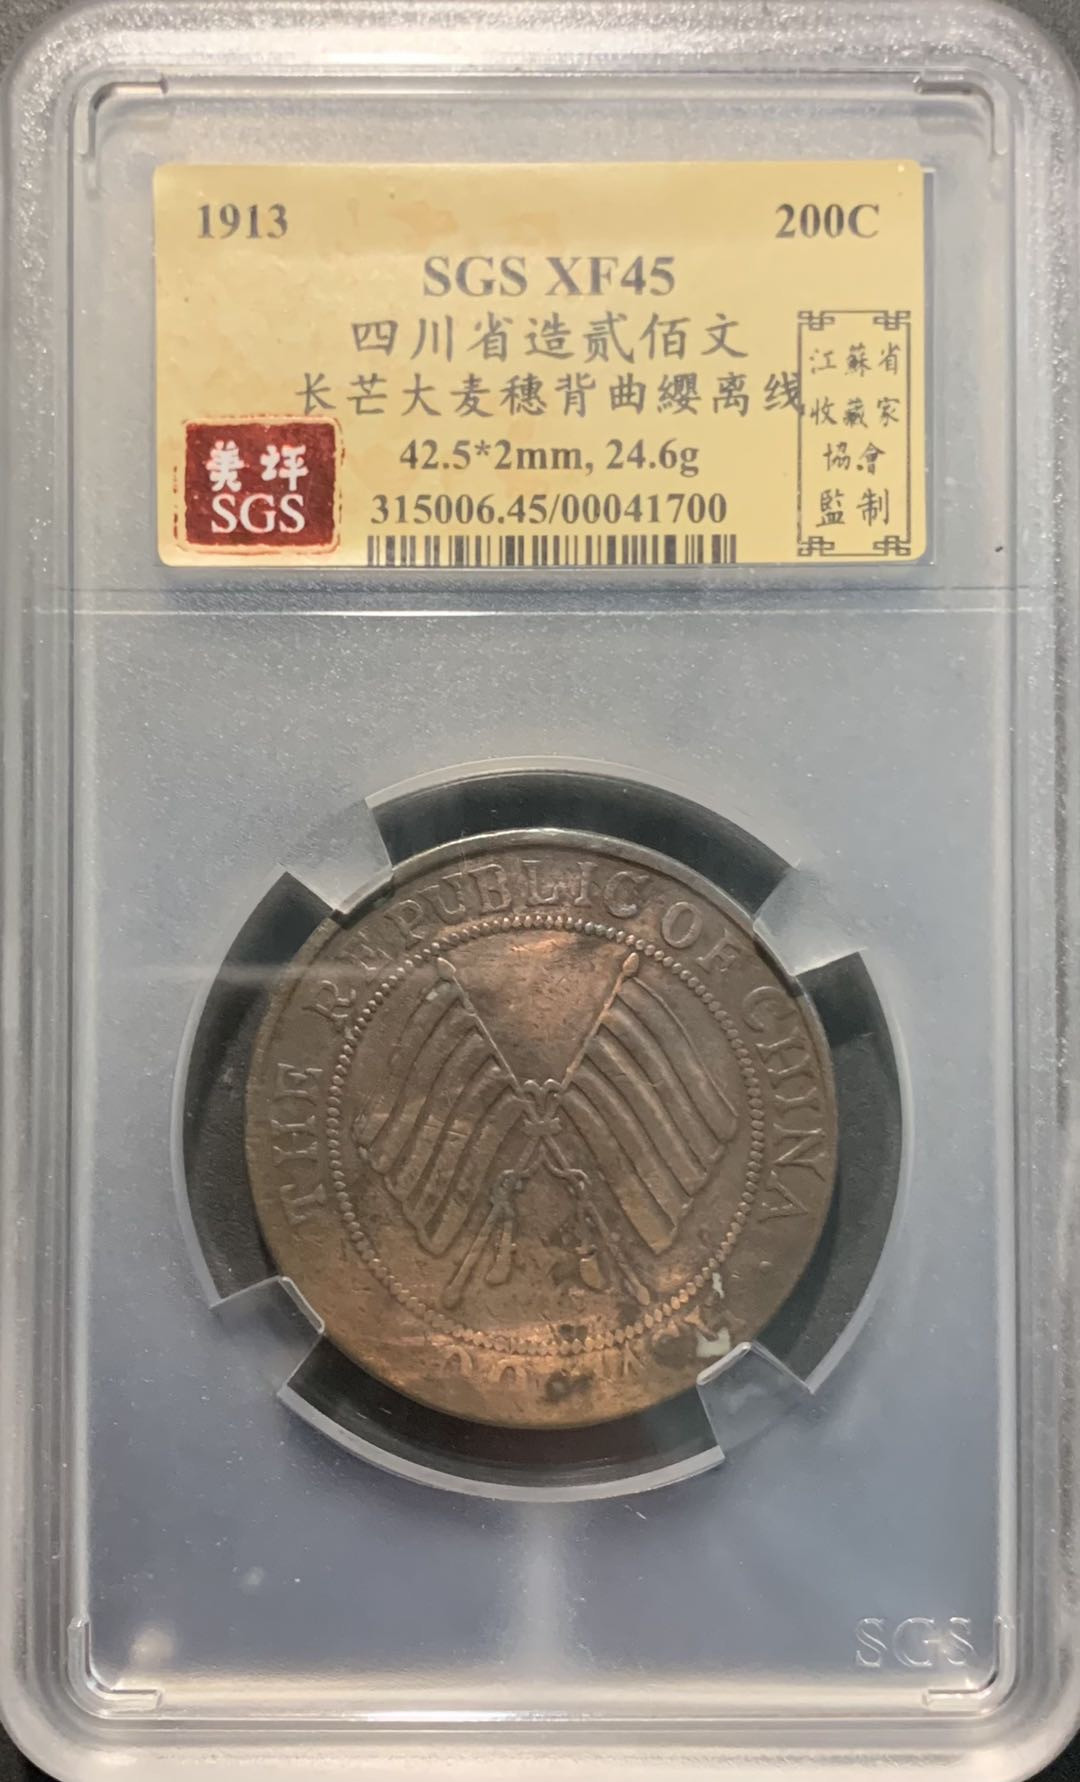 1913 200C
SGS XF45
四川省造贰佰文
长芒大麦穗背曲纓离线
42.5*2mm, 24.6g
315006.45/00041700
美评
SGS
江蘇省
收藏家
協會
監制
THE REPUBLIC OF CHINA
SGS